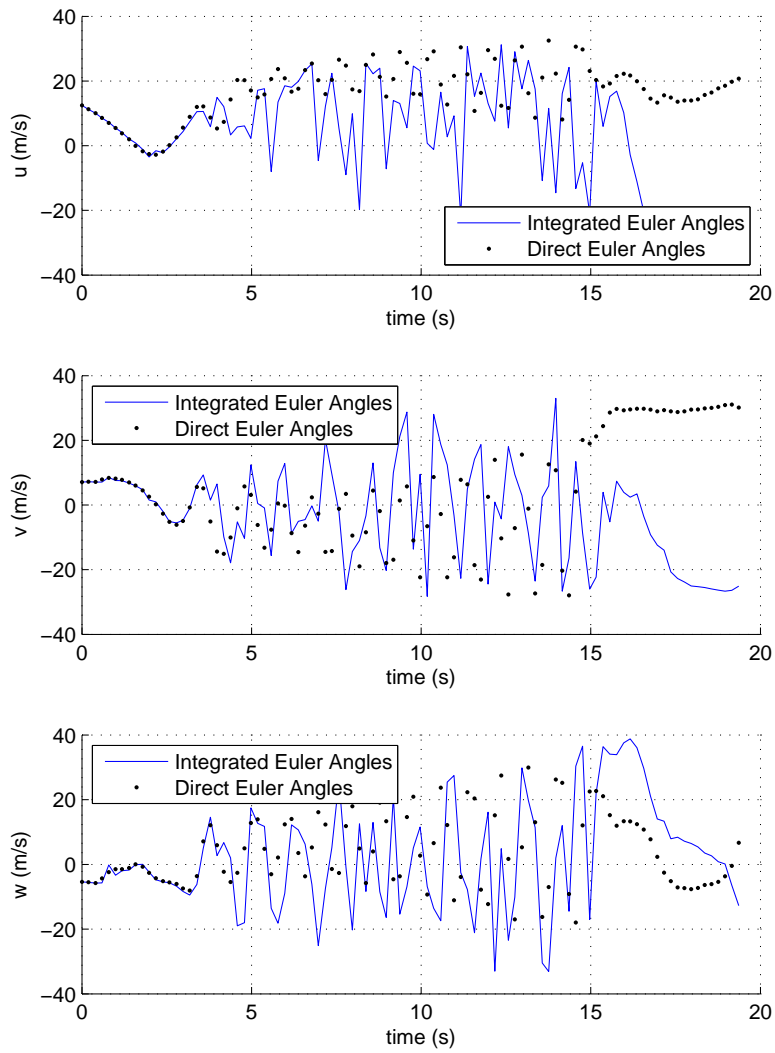 40
20
0
−20
−40
u (m/s)
Integrated Euler Angles
Direct Euler Angles
0 5 10 15 20
time (s)
40
20
0
−20
−40
v (m/s)
Integrated Euler Angles
Direct Euler Angles
0 5 10 15 20
time (s)
40
20
0
−20
−40
w (m/s)
Integrated Euler Angles
Direct Euler Angles
0 5 10 15 20
time (s)